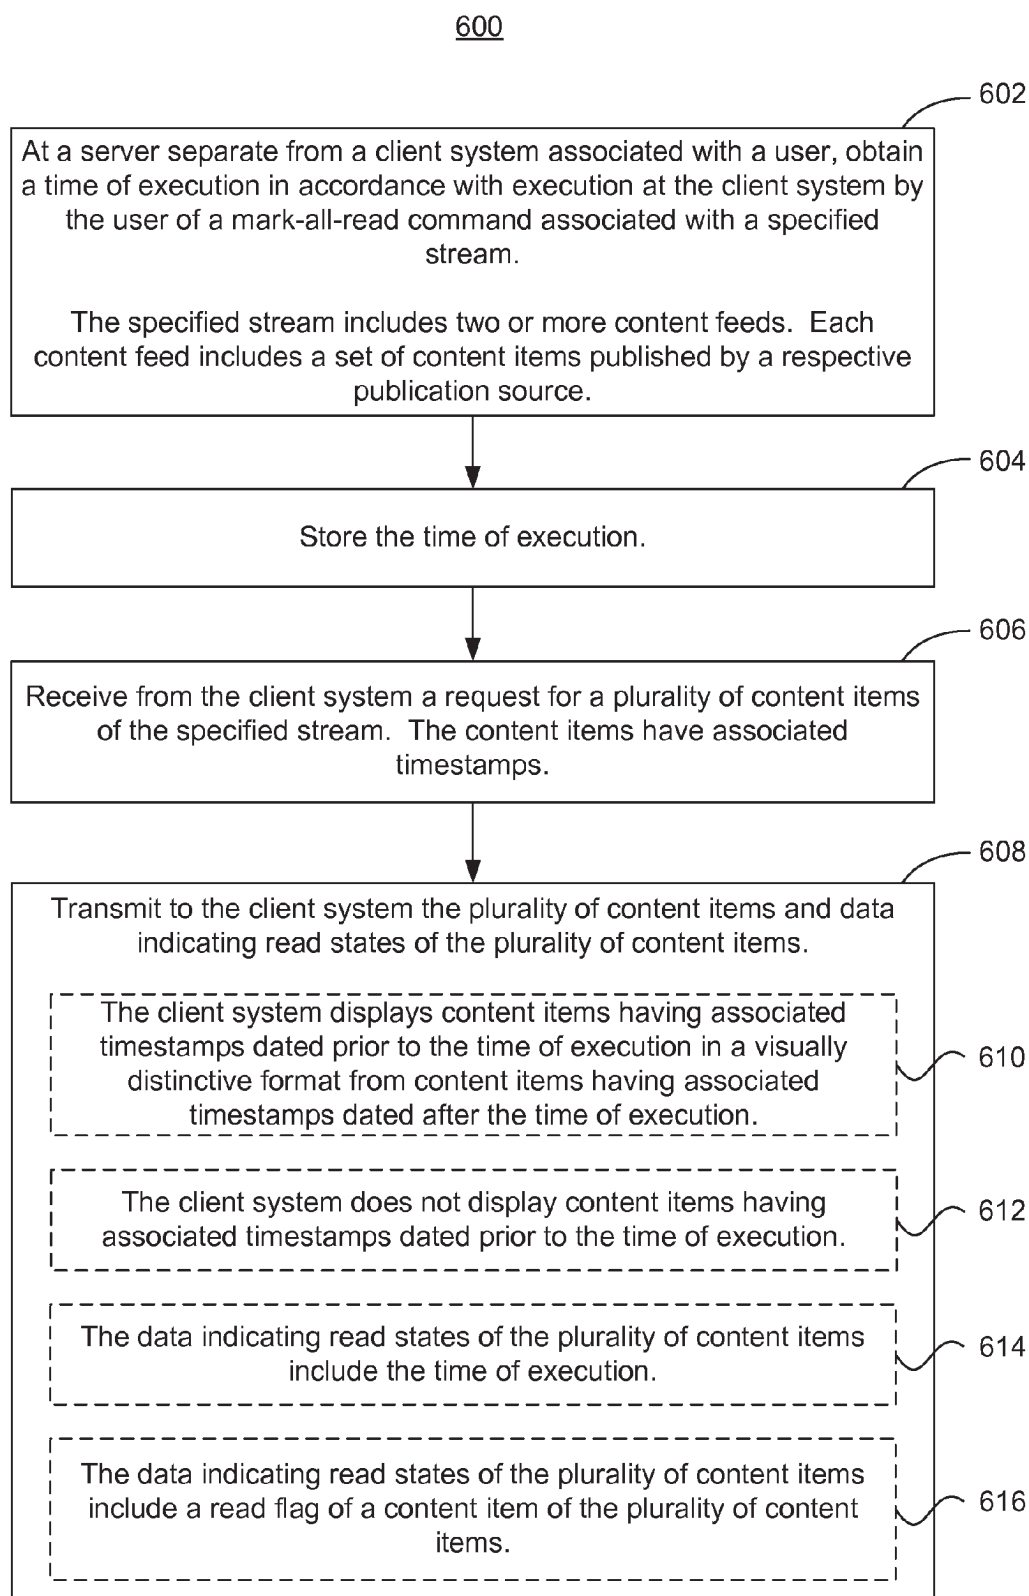 600
602
At a server separate from a client system associated with a user, obtain
a time of execution in accordance with execution at the client system by
the user of a mark-all-read command associated with a specified
stream.
The specified stream includes two or more content feeds.  Each
content feed includes a set of content items published by a respective
publication source.
604
Store the time of execution.
606
Receive from the client system a request for a plurality of content items
of the specified stream.  The content items have associated
timestamps.
608
Transmit to the client system the plurality of content items and data
indicating read states of the plurality of content items.
The client system displays content items having associated
timestamps dated prior to the time of execution in a visually
distinctive format from content items having associated
timestamps dated after the time of execution.
610
The client system does not display content items having
associated timestamps dated prior to the time of execution.
612
The data indicating read states of the plurality of content items
include the time of execution.
614
The data indicating read states of the plurality of content items
include a read flag of a content item of the plurality of content
items.
616